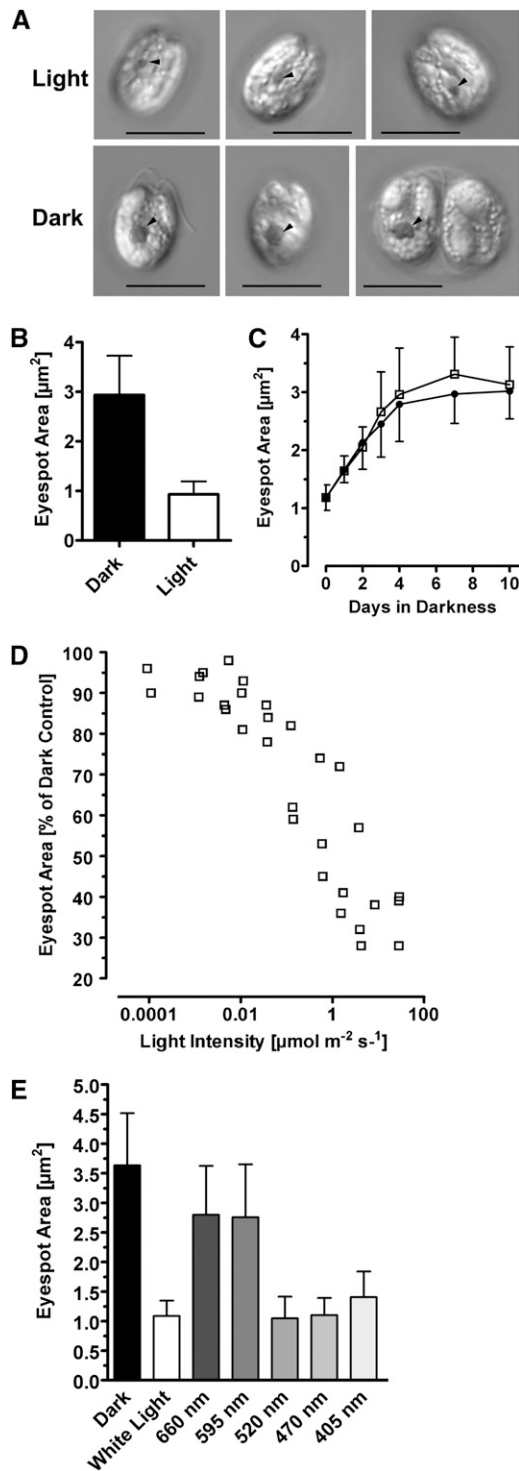 A
Light
Dark
B
Eyespot Area [µm²]
4
3
2
1
0
Dark
Light
C
Eyespot Area [µm²]
4
3
2
1
0
0 2 4 6 8 10
Days in Darkness
D
Eyespot Area [% of Dark Control]
100
90
80
70
60
50
40
30
20
0.0001 0.01 1 100
Light Intensity [µmol m⁻² s⁻¹]
E
Eyespot Area [µm²]
5.0
4.5
4.0
3.5
3.0
2.5
2.0
1.5
1.0
0.5
0.0
Dark
White Light
660 nm
595 nm
520 nm
470 nm
405 nm